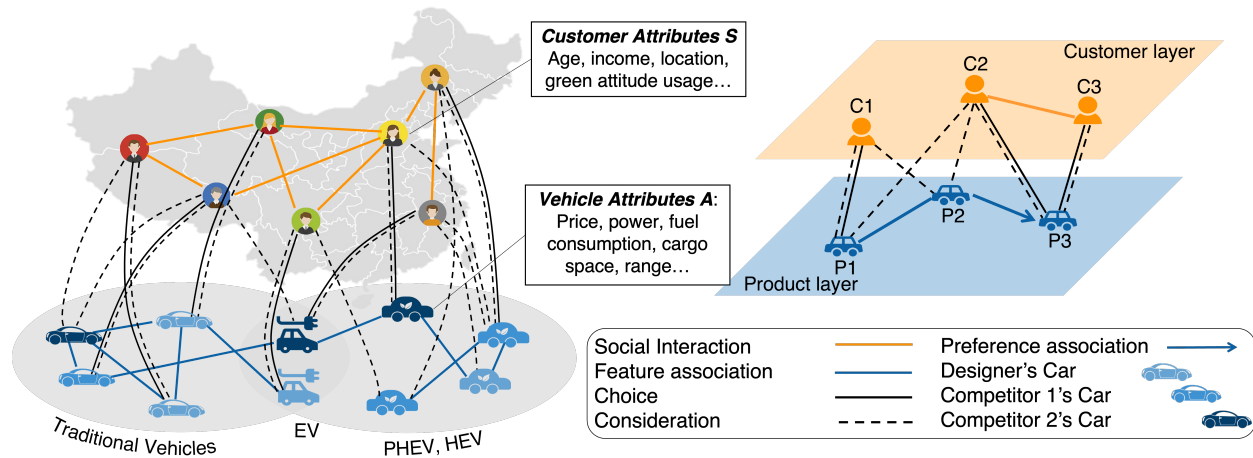 Customer Attributes S
Age, income, location,
green attitude usage…
Vehicle Attributes A:
Price, power, fuel
consumption, cargo
space, range…
Traditional Vehicles
EV
PHEV, HEV
Customer layer
C1
C2
C3
P1
P2
P3
Product layer
Social Interaction
Feature association
Choice
Consideration
Preference association
Designer's Car
Competitor 1's Car
Competitor 2's Car